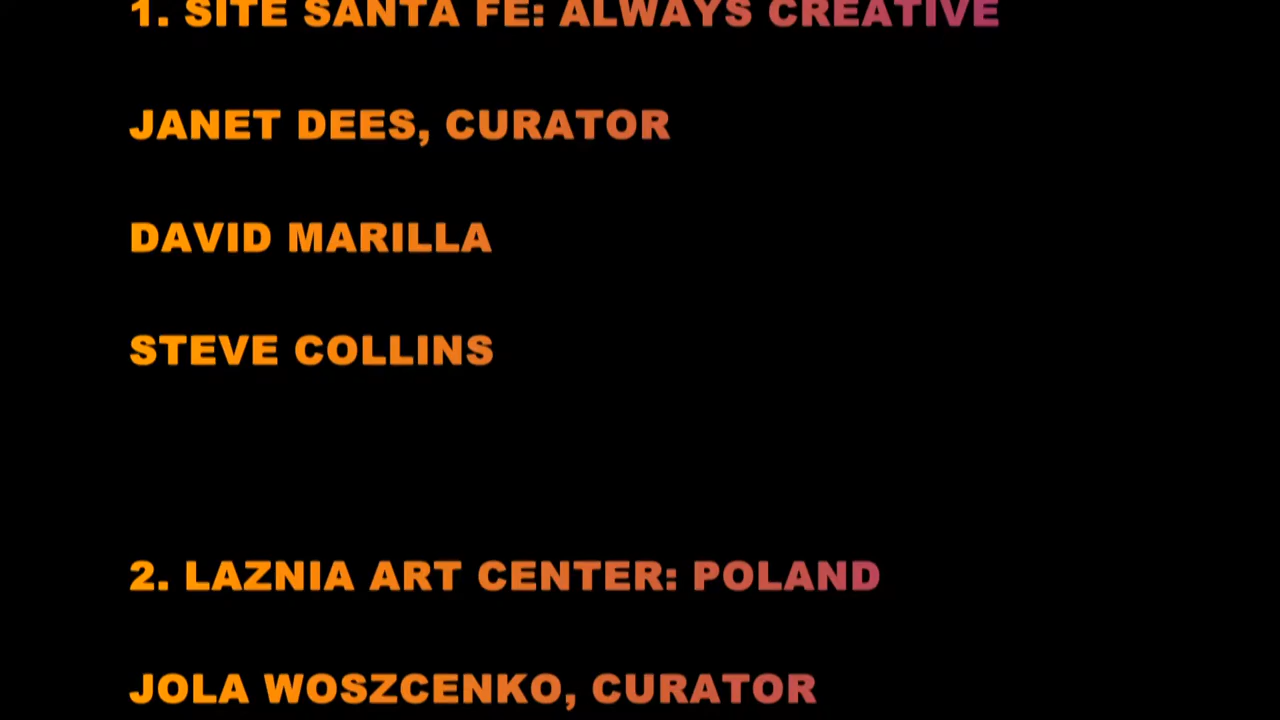 1. SITE SANTA FE: ALWAYS CREATIVE
JANET DEES, CURATOR
DAVID MARILLA
STEVE COLLINS
2. LAZNIA ART CENTER: POLAND
JOLA WOSZCENKO, CURATOR